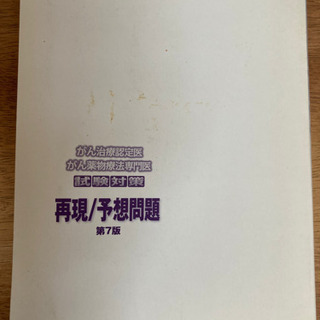 がん治療認定医
がん薬物療法専門医
試験対策
再現/予想問題
第7版